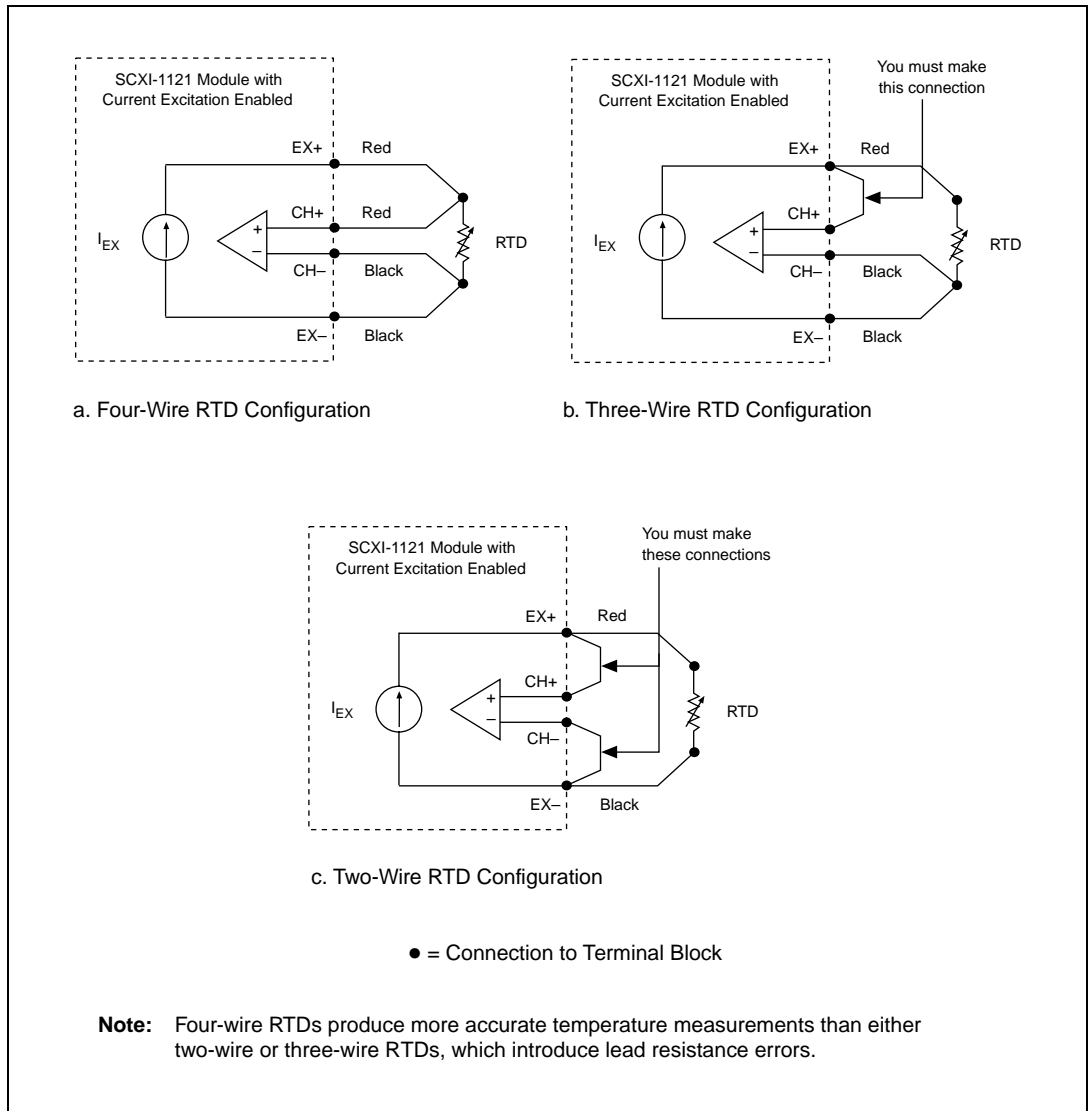 SCXI-1121 Module with
Current Excitation Enabled
EX+
Red
CH+
Red
I_EX
+
–
RTD
CH–
Black
EX–
Black
a. Four-Wire RTD Configuration
SCXI-1121 Module with
Current Excitation Enabled
You must make
this connection
EX+
Red
CH+
I_EX
+
–
RTD
CH–
Black
EX–
Black
b. Three-Wire RTD Configuration
SCXI-1121 Module with
Current Excitation Enabled
You must make
these connections
EX+
Red
CH+
I_EX
+
–
RTD
CH–
EX–
Black
c. Two-Wire RTD Configuration
● = Connection to Terminal Block
Note: Four-wire RTDs produce more accurate temperature measurements than either
two-wire or three-wire RTDs, which introduce lead resistance errors.